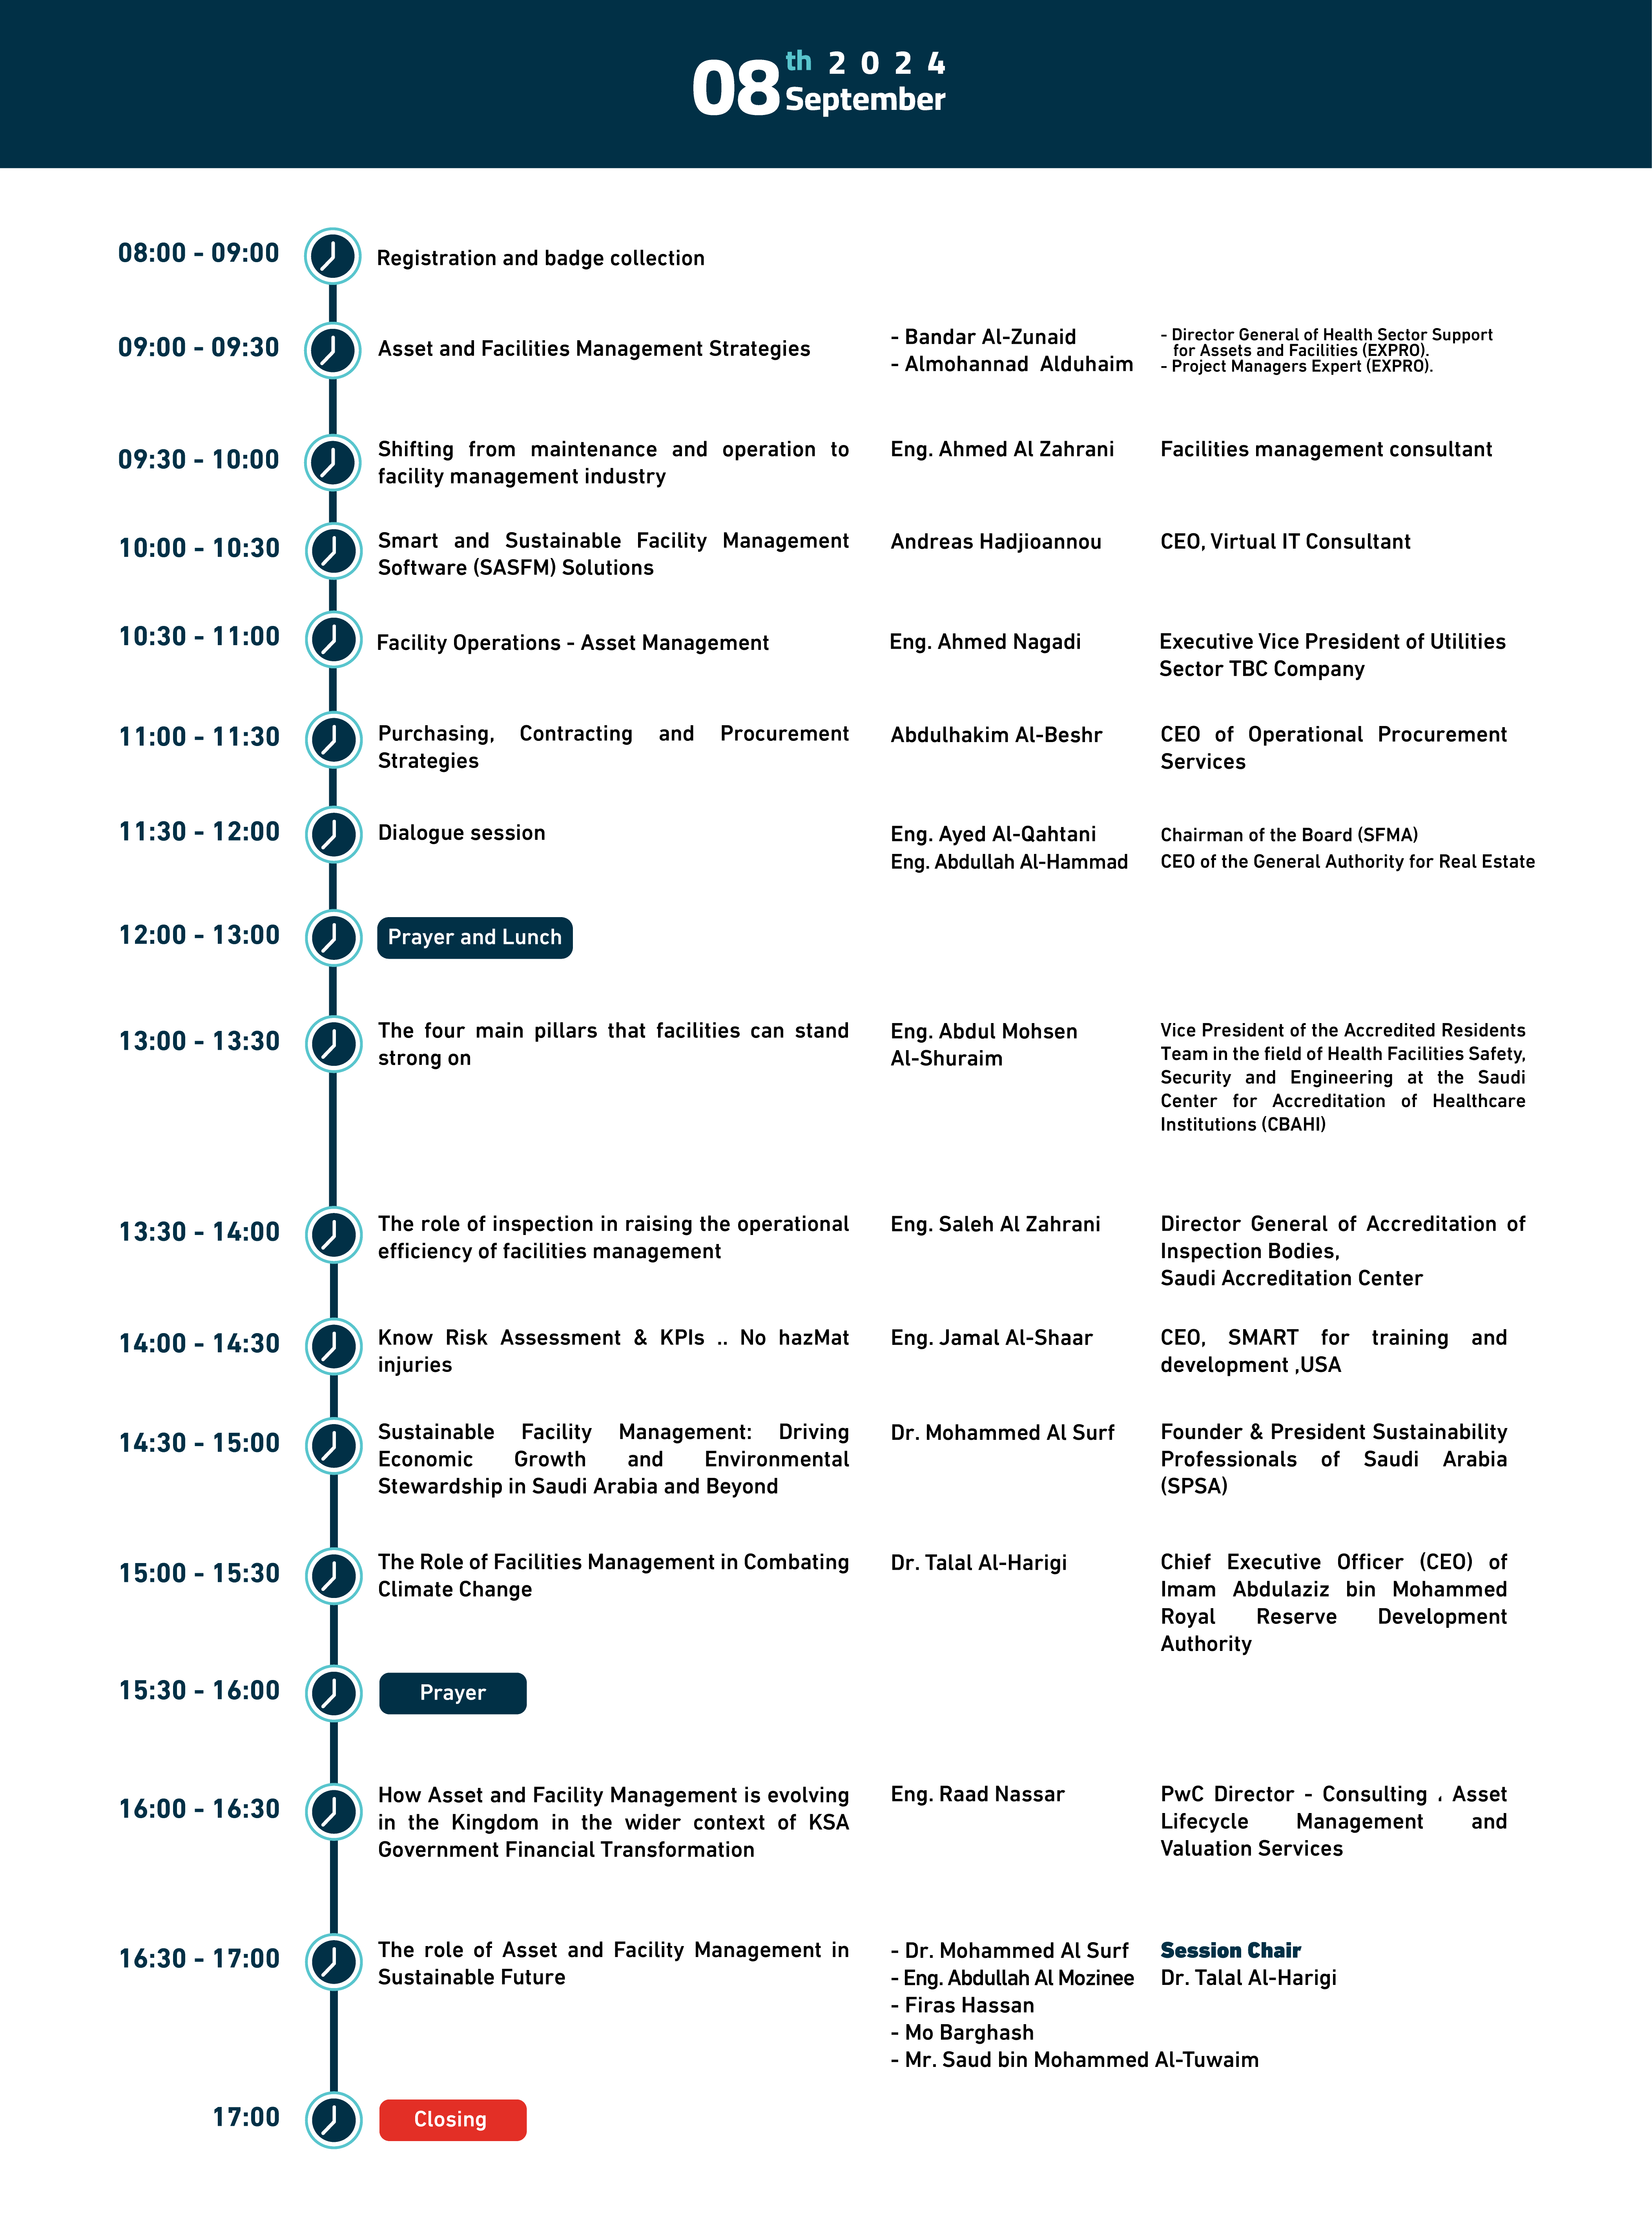 08th 2024
September
08:00 - 09:00
Registration and badge collection
09:00 - 09:30
Asset and Facilities Management Strategies
- Bandar Al-Zunaid
- Almohannad Alduhaim
- Director General of Health Sector Support
for Assets and Facilities (EXPRO).
- Project Managers Expert (EXPRO).
09:30 - 10:00
Shifting from maintenance and operation to
facility management industry
Eng. Ahmed Al Zahrani
Facilities management consultant
10:00 - 10:30
Smart and Sustainable Facility Management
Software (SASFM) Solutions
Andreas Hadjioannou
CEO, Virtual IT Consultant
10:30 - 11:00
Facility Operations - Asset Management
Eng. Ahmed Nagadi
Executive Vice President of Utilities
Sector TBC Company
11:00 - 11:30
Purchasing, Contracting and Procurement
Strategies
Abdulhakim Al-Beshr
CEO of Operational Procurement
Services
11:30 - 12:00
Dialogue session
Eng. Ayed Al-Qahtani
Eng. Abdullah Al-Hammad
Chairman of the Board (SFMA)
CEO of the General Authority for Real Estate
12:00 - 13:00
Prayer and Lunch
13:00 - 13:30
The four main pillars that facilities can stand
strong on
Eng. Abdul Mohsen
Al-Shuraim
Vice President of the Accredited Residents
Team in the field of Health Facilities Safety,
Security and Engineering at the Saudi
Center for Accreditation of Healthcare
Institutions (CBAHI)
13:30 - 14:00
The role of inspection in raising the operational
efficiency of facilities management
Eng. Saleh Al Zahrani
Director General of Accreditation of
Inspection Bodies,
Saudi Accreditation Center
14:00 - 14:30
Know Risk Assessment & KPIs .. No hazMat
injuries
Eng. Jamal Al-Shaar
CEO, SMART for training and
development ,USA
14:30 - 15:00
Sustainable Facility Management: Driving
Economic Growth and Environmental
Stewardship in Saudi Arabia and Beyond
Dr. Mohammed Al Surf
Founder & President Sustainability
Professionals of Saudi Arabia
(SPSA)
15:00 - 15:30
The Role of Facilities Management in Combating
Climate Change
Dr. Talal Al-Harigi
Chief Executive Officer (CEO) of
Imam Abdulaziz bin Mohammed
Royal Reserve Development
Authority
15:30 - 16:00
Prayer
16:00 - 16:30
How Asset and Facility Management is evolving
in the Kingdom in the wider context of KSA
Government Financial Transformation
Eng. Raad Nassar
PwC Director - Consulting ، Asset
Lifecycle Management and
Valuation Services
16:30 - 17:00
The role of Asset and Facility Management in
Sustainable Future
- Dr. Mohammed Al Surf
- Eng. Abdullah Al Mozinee
- Firas Hassan
- Mo Barghash
- Mr. Saud bin Mohammed Al-Tuwaim
Session Chair
Dr. Talal Al-Harigi
17:00
Closing